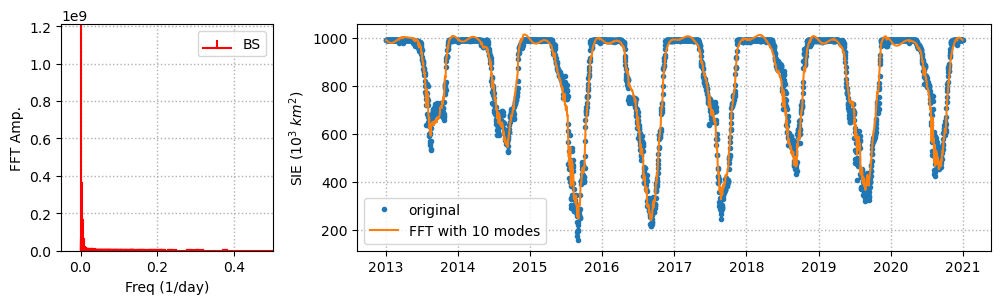 1e9
1.2
1.0
0.8
0.6
0.4
0.2
0.0
FFT Amp.
BS
0.0 0.2 0.4
Freq (1/day)
1000
800
600
400
200
SIE (10³ km²)
original
FFT with 10 modes
2013 2014 2015 2016 2017 2018 2019 2020 2021